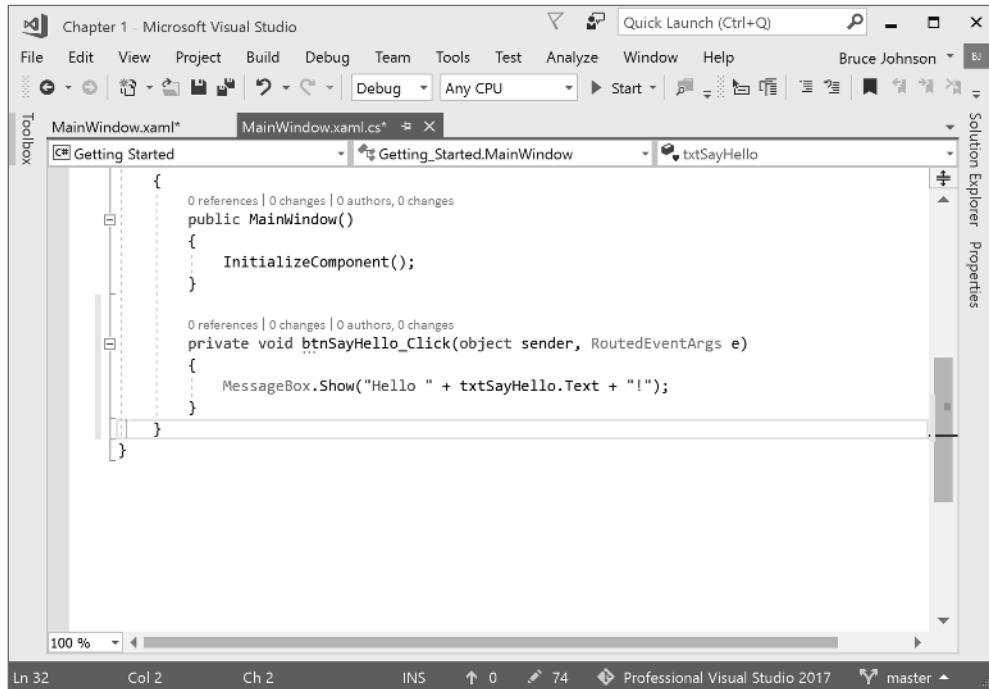 Chapter 1 - Microsoft Visual Studio
Quick Launch (Ctrl+Q)
File Edit View Project Build Debug Team Tools Test Analyze Window Help Bruce Johnson BJ
Debug Any CPU Start
Toolbox
MainWindow.xaml* MainWindow.xaml.cs*
C# Getting Started Getting_Started.MainWindow txtSayHello
{
0 references | 0 changes | 0 authors, 0 changes
public MainWindow()
{
InitializeComponent();
}
0 references | 0 changes | 0 authors, 0 changes
private void btnSayHello_Click(object sender, RoutedEventArgs e)
{
MessageBox.Show("Hello " + txtSayHello.Text + "!");
}
}
}
Solution Explorer
Properties
100 %
Ln 32 Col 2 Ch 2 INS 0 74 Professional Visual Studio 2017 master